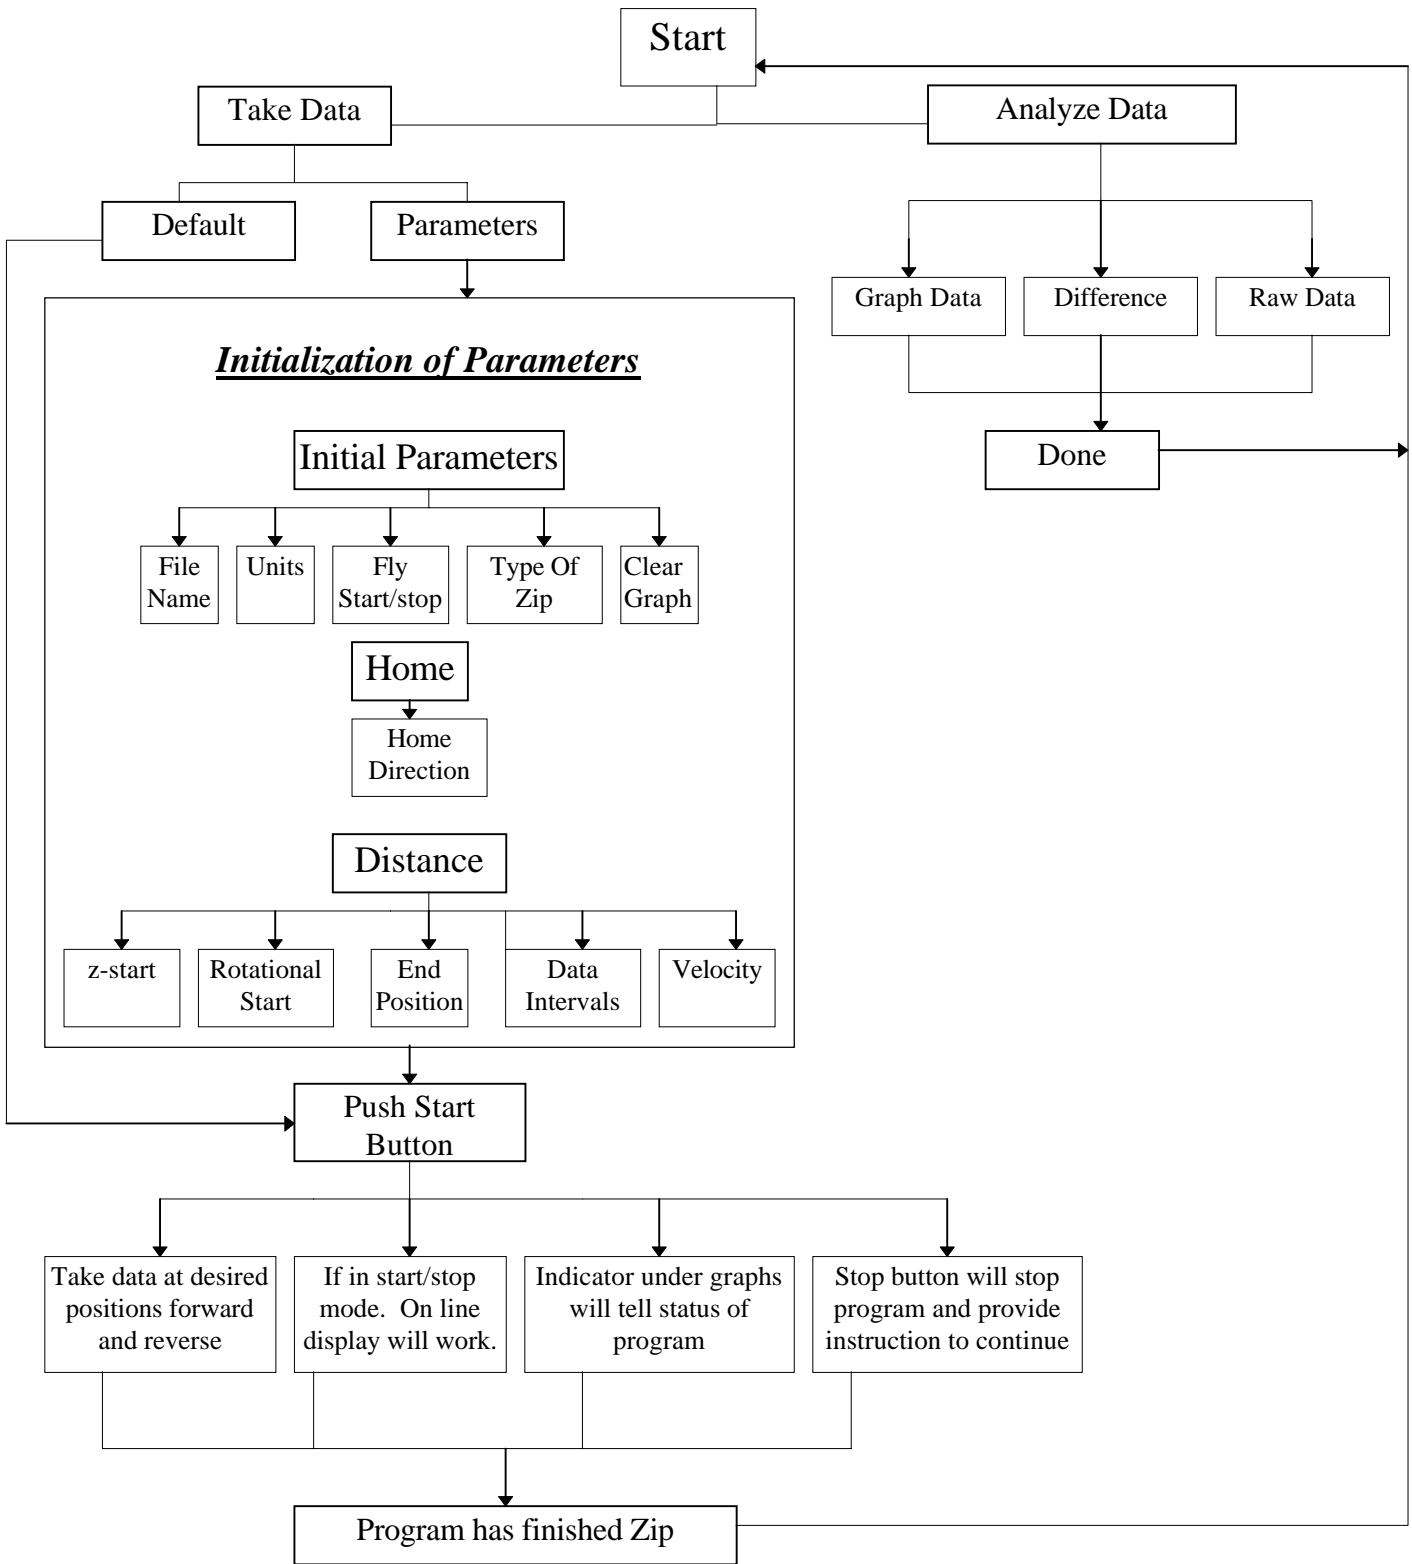 Start
Take Data
Analyze Data
Default
Parameters
Graph Data
Difference
Raw Data
Initialization of Parameters
Done
Initial Parameters
File
Name
Units
Fly
Start/stop
Type Of
Zip
Clear
Graph
Home
Home
Direction
Distance
z-start
Rotational
Start
End
Position
Data
Intervals
Velocity
Push Start
Button
Take data at desired
positions forward
and reverse
If in start/stop
mode.  On line
display will work.
Indicator under graphs
will tell status of
program
Stop button will stop
program and provide
instruction to continue
Program has finished Zip